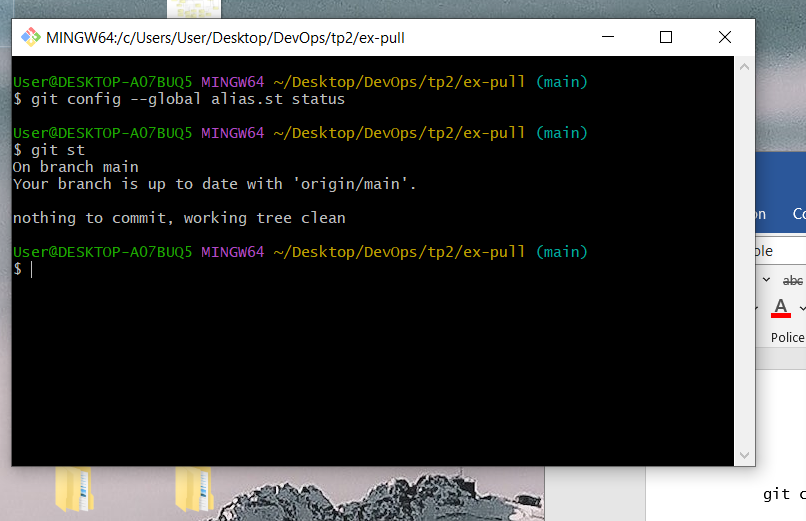 MINGW64:/c/Users/User/Desktop/DevOps/tp2/ex-pull
User@DESKTOP-A07BUQ5 MINGW64 ~/Desktop/DevOps/tp2/ex-pull (main)
$ git config --global alias.st status
User@DESKTOP-A07BUQ5 MINGW64 ~/Desktop/DevOps/tp2/ex-pull (main)
$ git st
On branch main
Your branch is up to date with 'origin/main'.
nothing to commit, working tree clean
User@DESKTOP-A07BUQ5 MINGW64 ~/Desktop/DevOps/tp2/ex-pull (main)
$
abc
A
Police
git c